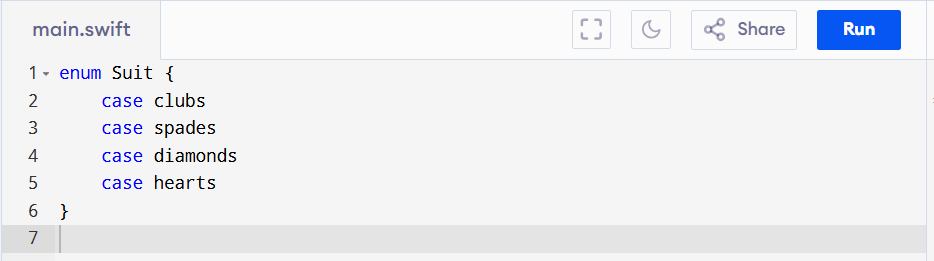 main.swift Share Run
1 enum Suit {
2     case clubs
3     case spades
4     case diamonds
5     case hearts
6 }
7